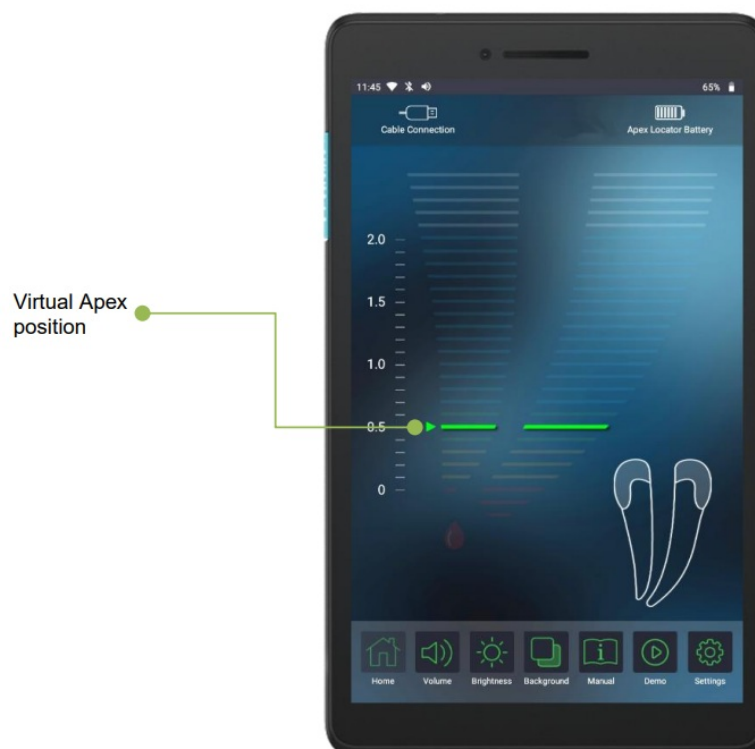 11:45
65%
Cable Connection
Apex Locator Battery
2.0
1.5
Virtual Apex
position
1.0
0.5
0
Home Volume Brightness Background Manual Demo Settings